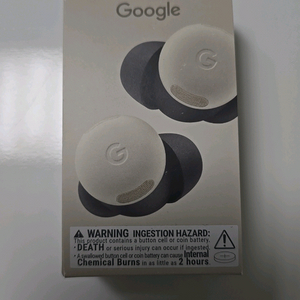 Google
G
G
WARNING INGESTION HAZARD:
This product contains a button cell or coin battery.
• DEATH or serious injury can occur if ingested.
• A swallowed button cell or coin battery can cause Internal
Chemical Burns in as little as 2 hours.